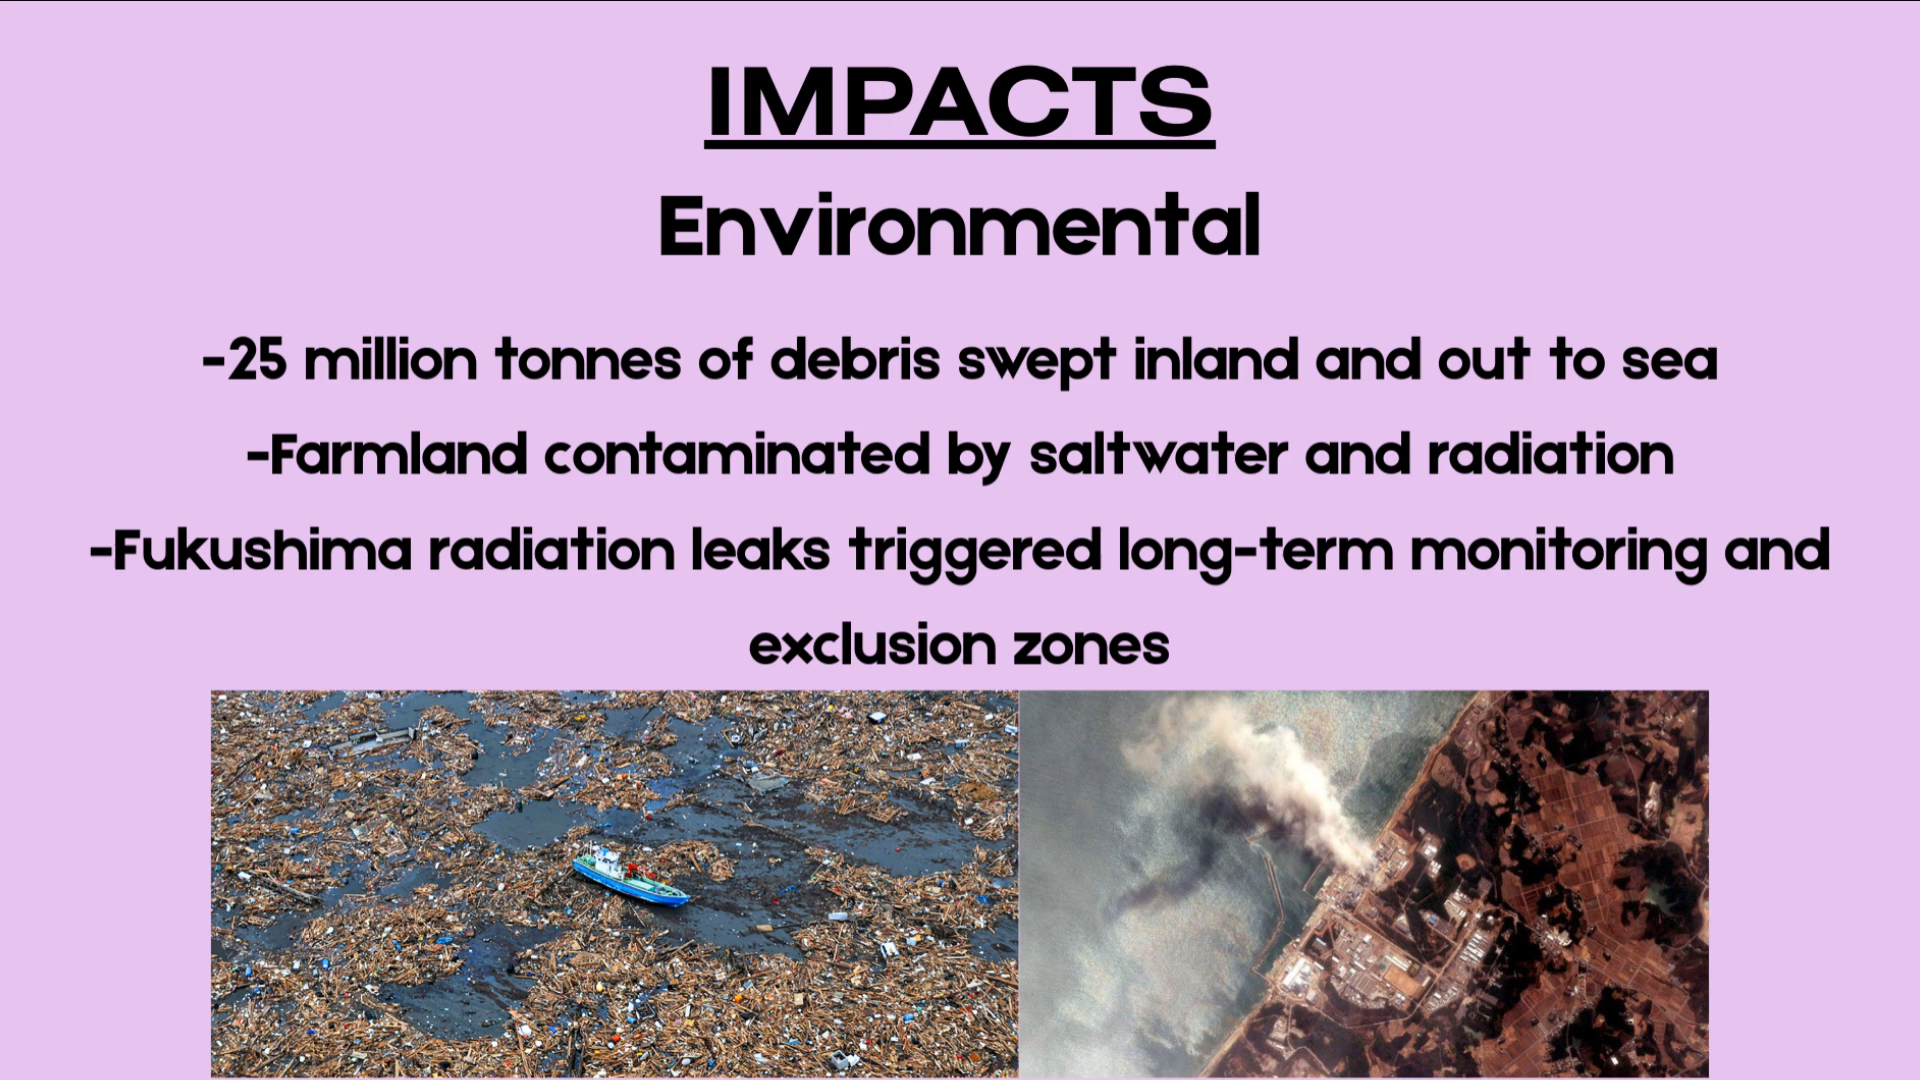 IMPACTS
Environmental
-25 million tonnes of debris swept inland and out to sea
-Farmland contaminated by saltwater and radiation
-Fukushima radiation leaks triggered long-term monitoring and
exclusion zones